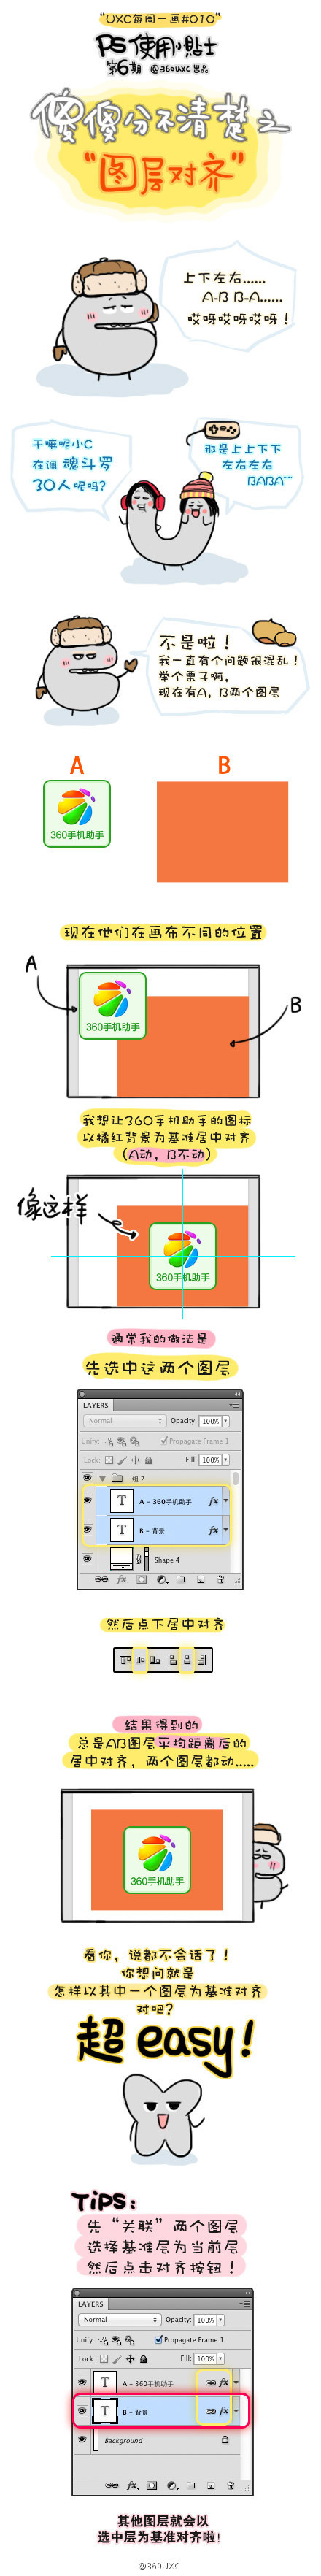 “UXC每周一画#010”
PS使用小贴士
第6期 @360UXC 出品
傻傻分不清楚之
“图层对齐”
上下左右……
A-B B-A……
哎呀哎呀哎呀！
干嘛呢小C
在调 魂斗罗
30人呢吗？
那是上上下下
左右左右
BABA~~
不是啦！
我一直有个问题很混乱！
举个栗子啊，
现在有A，B两个图层
A
B
360手机助手
现在他们在画布不同的位置
A
B
360手机助手
我想让360手机助手的图标
以橘红背景为基准居中对齐
（A动，B不动）
像这样
360手机助手
通常我的做法是
先选中这两个图层
LAYERS
Normal Opacity: 100%
Unify: Propagate Frame 1
Lock: Fill: 100%
组 2
T A - 360手机助手 fx
T B - 背景 fx
Shape 4
fx
然后点下居中对齐
结果得到的
总是AB图层平均距离后的
居中对齐，两个图层都动……
360手机助手
看你，说都不会话了！
你想问就是
怎样以其中一个图层为基准对齐
对吧？
超 easy！
TiPS：
先“关联”两个图层
选择基准层为当前层
然后点击对齐按钮！
LAYERS
Normal Opacity: 100%
Unify: Propagate Frame 1
Lock: Fill: 100%
T A - 360手机助手 fx
T B - 背景 fx
Background
fx
其他图层就会以
选中层为基准对齐啦！
@360UXC